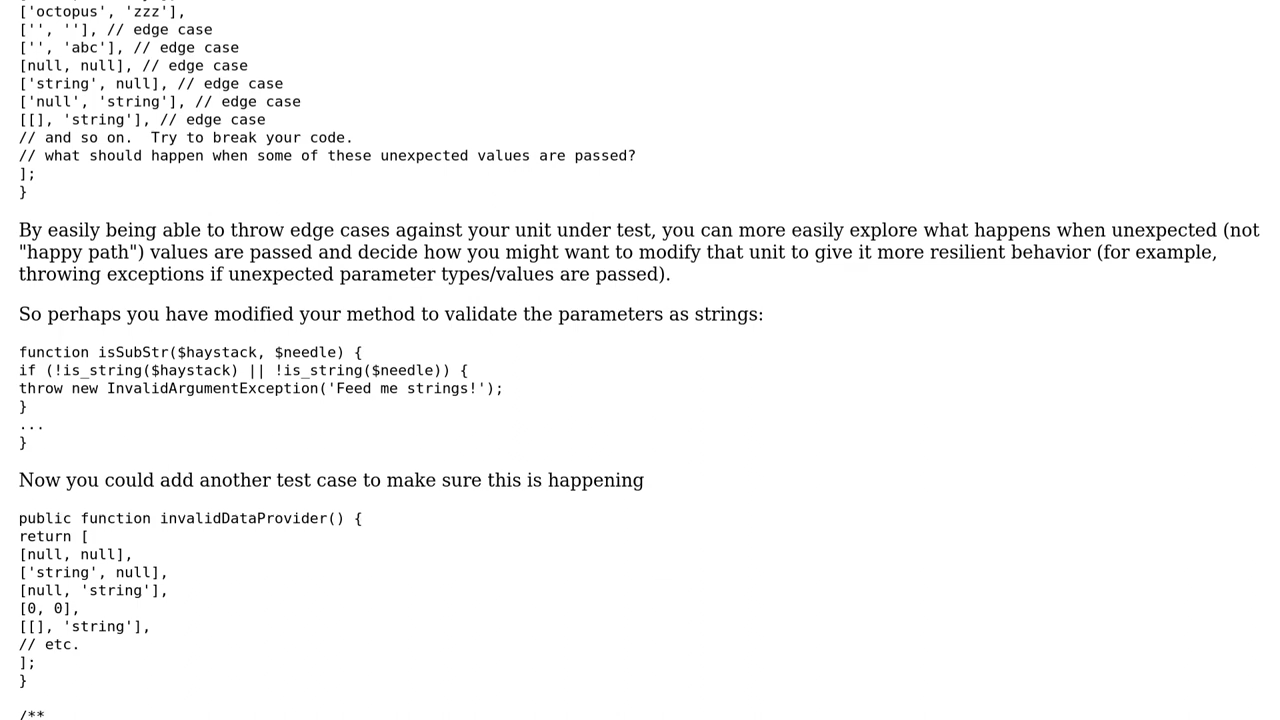 ['octopus', 'zzz'],
['', ''], // edge case
['', 'abc'], // edge case
[null, null], // edge case
['string', null], // edge case
['null', 'string'], // edge case
[[], 'string'], // edge case
// and so on.  Try to break your code.
// what should happen when some of these unexpected values are passed?
];
}
By easily being able to throw edge cases against your unit under test, you can more easily explore what happens when unexpected (not
"happy path") values are passed and decide how you might want to modify that unit to give it more resilient behavior (for example,
throwing exceptions if unexpected parameter types/values are passed).
So perhaps you have modified your method to validate the parameters as strings:
function isSubStr($haystack, $needle) {
if (!is_string($haystack) || !is_string($needle)) {
throw new InvalidArgumentException('Feed me strings!');
}
...
}
Now you could add another test case to make sure this is happening
public function invalidDataProvider() {
return [
[null, null],
['string', null],
[null, 'string'],
[0, 0],
[[], 'string'],
// etc.
];
}
/**